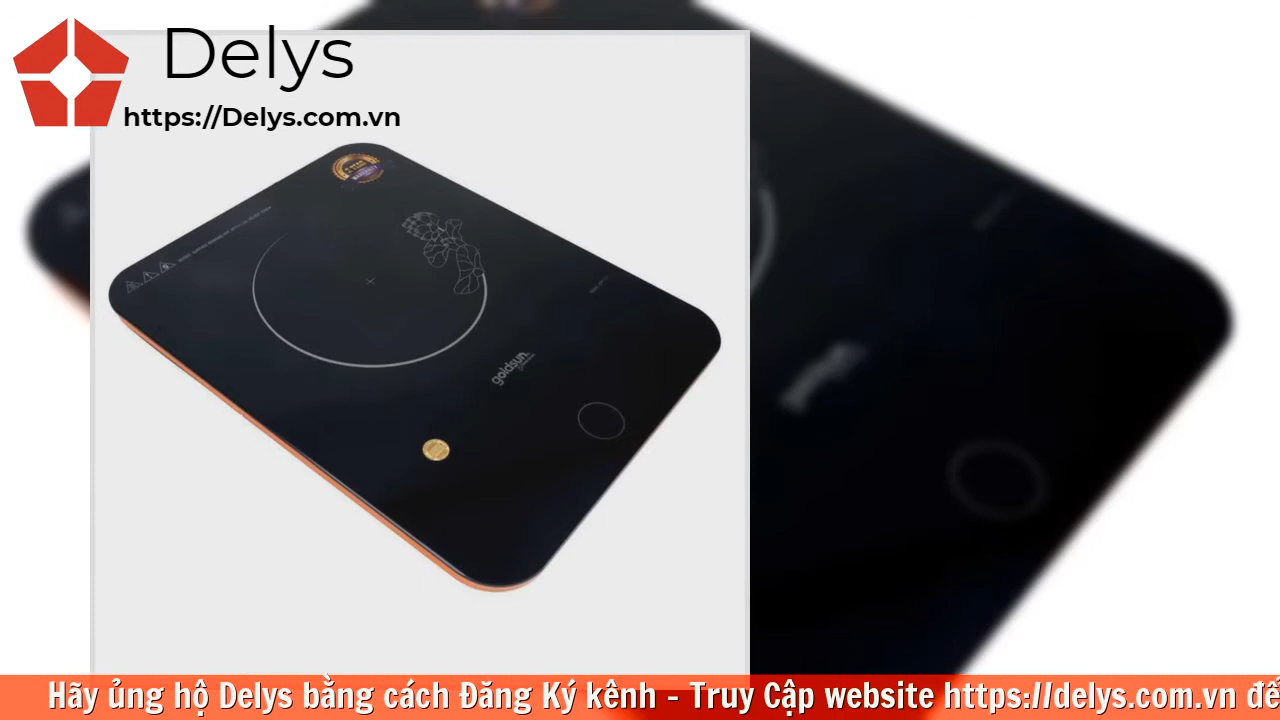 Delys
https://Delys.com.vn
goldsun
Hãy ủng hộ Delys bằng cách Đăng Ký kênh - Truy Cập website https://delys.com.vn để